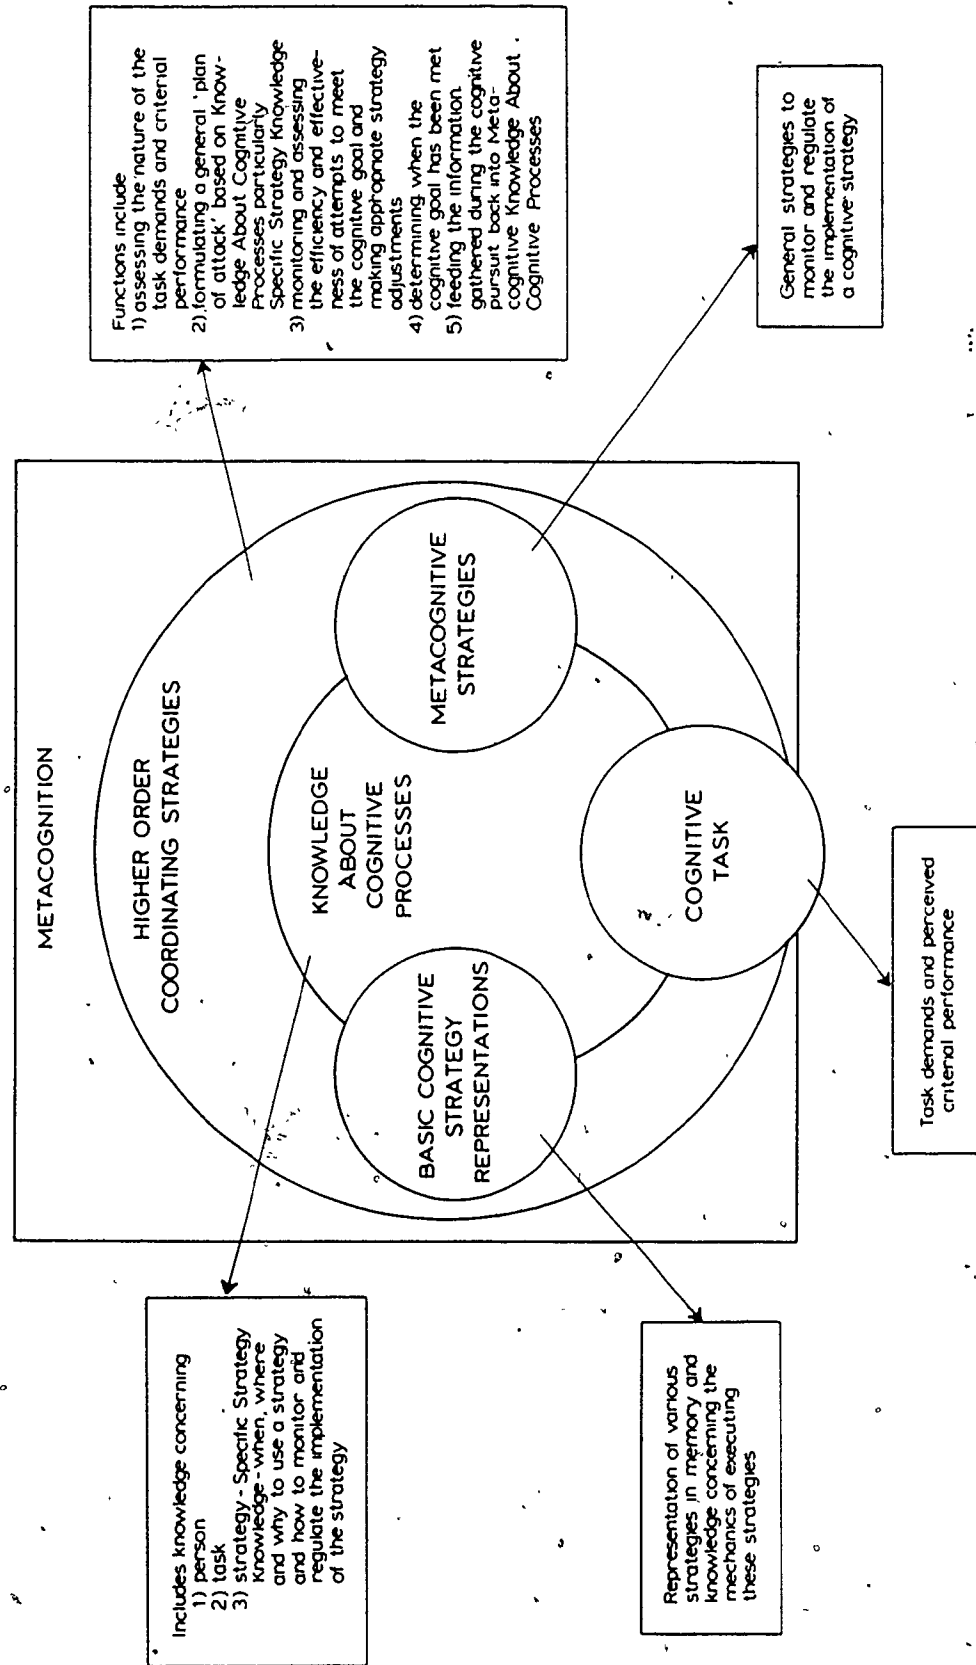 METACOGNITION
HIGHER ORDER
COORDINATING STRATEGIES
KNOWLEDGE
ABOUT
COGNITIVE
PROCESSES
BASIC COGNITIVE
STRATEGY
REPRESENTATIONS
METACOGNITIVE
STRATEGIES
COGNITIVE
TASK
Includes knowledge concerning
1) person
2) task
3) strategy - Specific Strategy
Knowledge - when, where
and why to use a strategy
and how to monitor and
regulate the implementation
of the strategy
Functions include
1) assessing the nature of the
task demands and criterial
performance
2) formulating a general 'plan
of attack' based on Know-
ledge About Cognitive
Processes particularly
Specific Strategy Knowledge
3) monitoring and assessing
the efficiency and effective-
ness of attempts to meet
the cognitive goal and
making appropriate strategy
adjustments
4) determining when the
cognitive goal has been met
5) feeding the information
gathered during the cognitive
pursuit back into Meta-
cognitive Knowledge About
Cognitive Processes
Representation of various
strategies in memory and
knowledge concerning the
mechanics of executing
these strategies
Task demands and perceived
criterial performance
General strategies to
monitor and regulate
the implementation of
a cognitive strategy